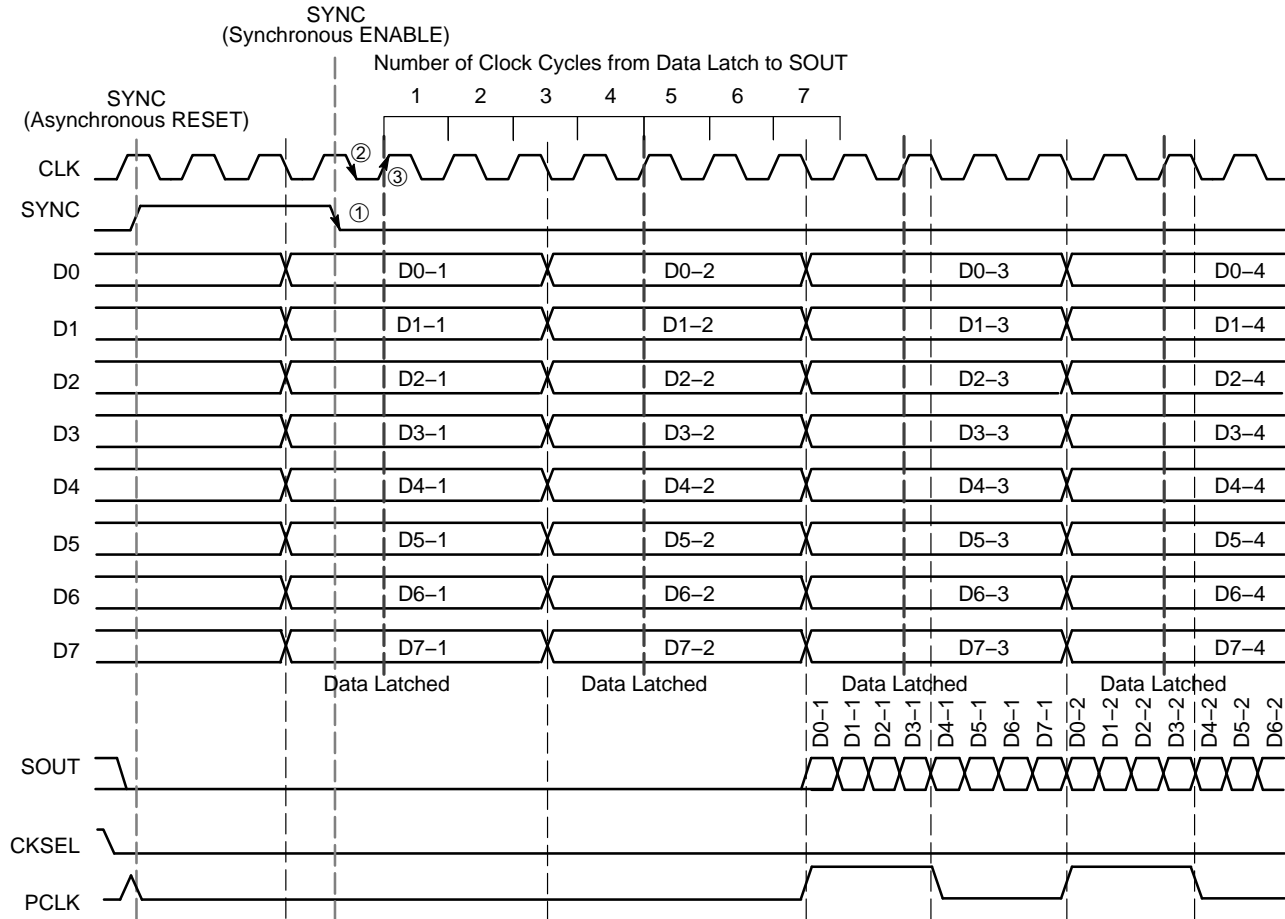 SYNC
(Synchronous ENABLE)
Number of Clock Cycles from Data Latch to SOUT
1 2 3 4 5 6 7
SYNC
(Asynchronous RESET)
CLK
②
③
SYNC
①
D0 D0–1 D0–2 D0–3 D0–4
D1 D1–1 D1–2 D1–3 D1–4
D2 D2–1 D2–2 D2–3 D2–4
D3 D3–1 D3–2 D3–3 D3–4
D4 D4–1 D4–2 D4–3 D4–4
D5 D5–1 D5–2 D5–3 D5–4
D6 D6–1 D6–2 D6–3 D6–4
D7 D7–1 D7–2 D7–3 D7–4
Data Latched Data Latched Data Latched Data Latched
D0–1 D1–1 D2–1 D3–1 D4–1 D5–1 D6–1 D7–1 D0–2 D1–2 D2–2 D3–2 D4–2 D5–2 D6–2
SOUT
CKSEL
PCLK